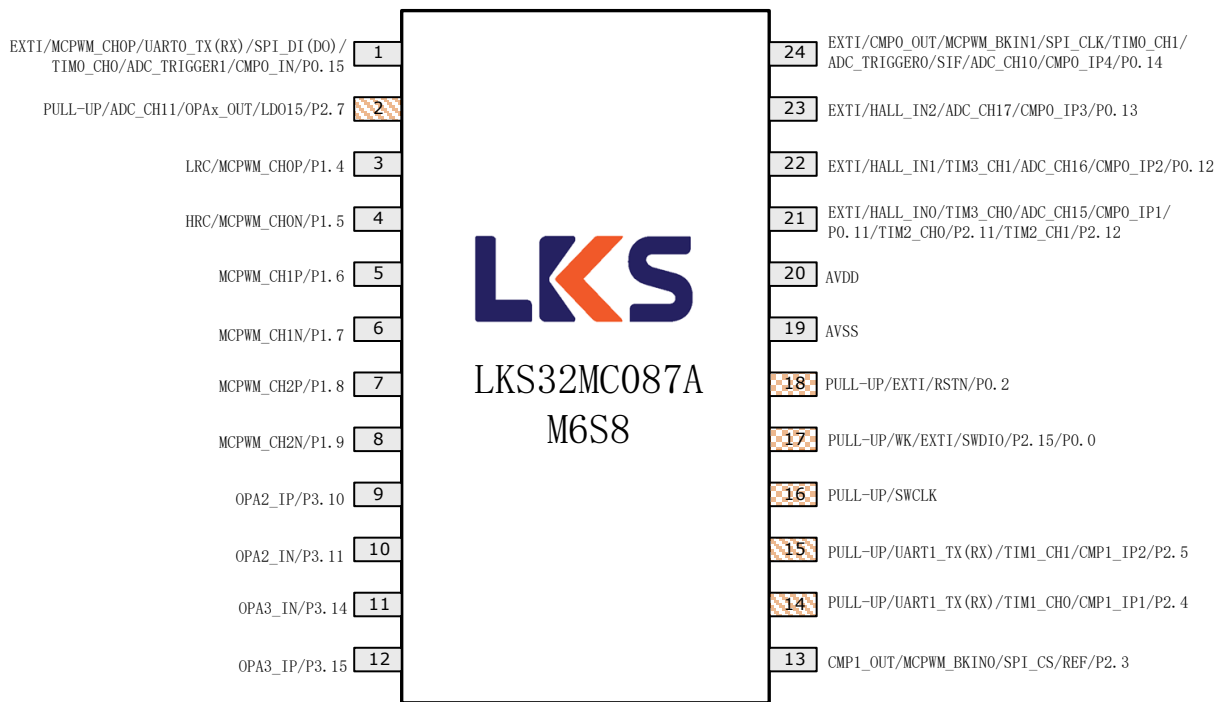 EXTI/MCPWM_CH0P/UART0_TX(RX)/SPI_DI(DO)/
TIM0_CH0/ADC_TRIGGER1/CMP0_IN/P0.15
1
PULL-UP/ADC_CH11/OPAx_OUT/LDO15/P2.7
2
LRC/MCPWM_CH0P/P1.4
3
HRC/MCPWM_CH0N/P1.5
4
MCPWM_CH1P/P1.6
5
MCPWM_CH1N/P1.7
6
MCPWM_CH2P/P1.8
7
MCPWM_CH2N/P1.9
8
OPA2_IP/P3.10
9
OPA2_IN/P3.11
10
OPA3_IN/P3.14
11
OPA3_IP/P3.15
12
LKS
LKS32MC087A
M6S8
24
EXTI/CMP0_OUT/MCPWM_BKIN1/SPI_CLK/TIM0_CH1/
ADC_TRIGGER0/SIF/ADC_CH10/CMP0_IP4/P0.14
23
EXTI/HALL_IN2/ADC_CH17/CMP0_IP3/P0.13
22
EXTI/HALL_IN1/TIM3_CH1/ADC_CH16/CMP0_IP2/P0.12
21
EXTI/HALL_IN0/TIM3_CH0/ADC_CH15/CMP0_IP1/
P0.11/TIM2_CH0/P2.11/TIM2_CH1/P2.12
20
AVDD
19
AVSS
18
PULL-UP/EXTI/RSTN/P0.2
17
PULL-UP/WK/EXTI/SWDIO/P2.15/P0.0
16
PULL-UP/SWCLK
15
PULL-UP/UART1_TX(RX)/TIM1_CH1/CMP1_IP2/P2.5
14
PULL-UP/UART1_TX(RX)/TIM1_CH0/CMP1_IP1/P2.4
13
CMP1_OUT/MCPWM_BKIN0/SPI_CS/REF/P2.3